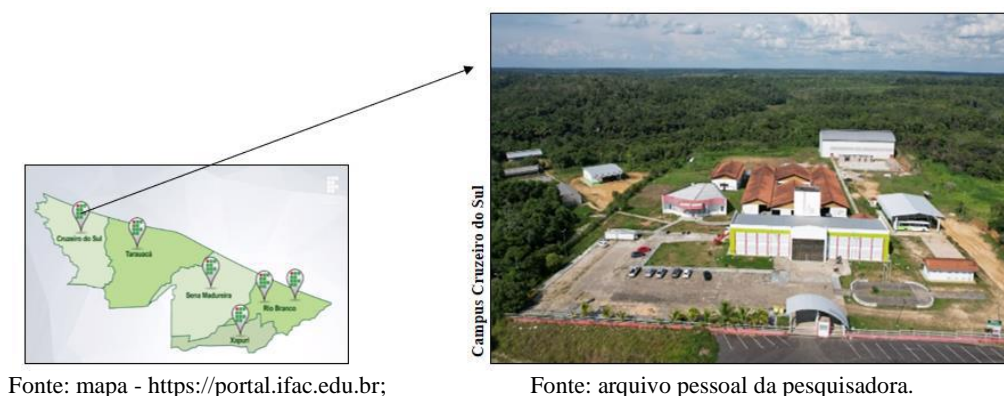 Campus Cruzeiro do Sul
Cruzeiro do Sul
Tarauacá
Sena Madureira
Rio Branco
Xapuri
Fonte: mapa - https://portal.ifac.edu.br;
Fonte: arquivo pessoal da pesquisadora.